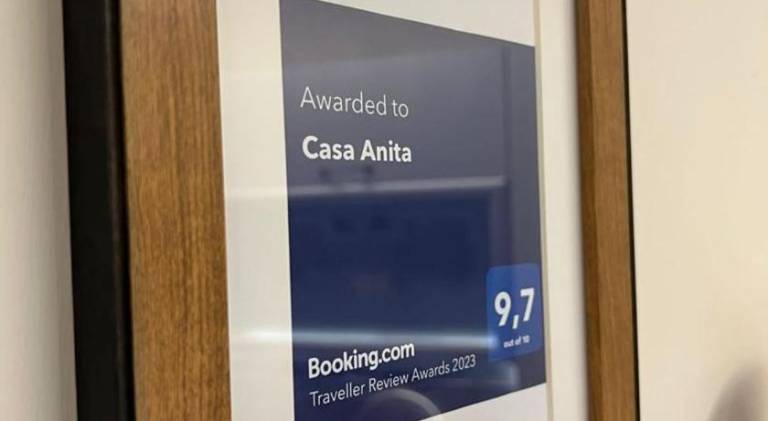 Awarded to
Casa Anita
9,7
out of 10
Booking.com
Traveller Review Awards 2023